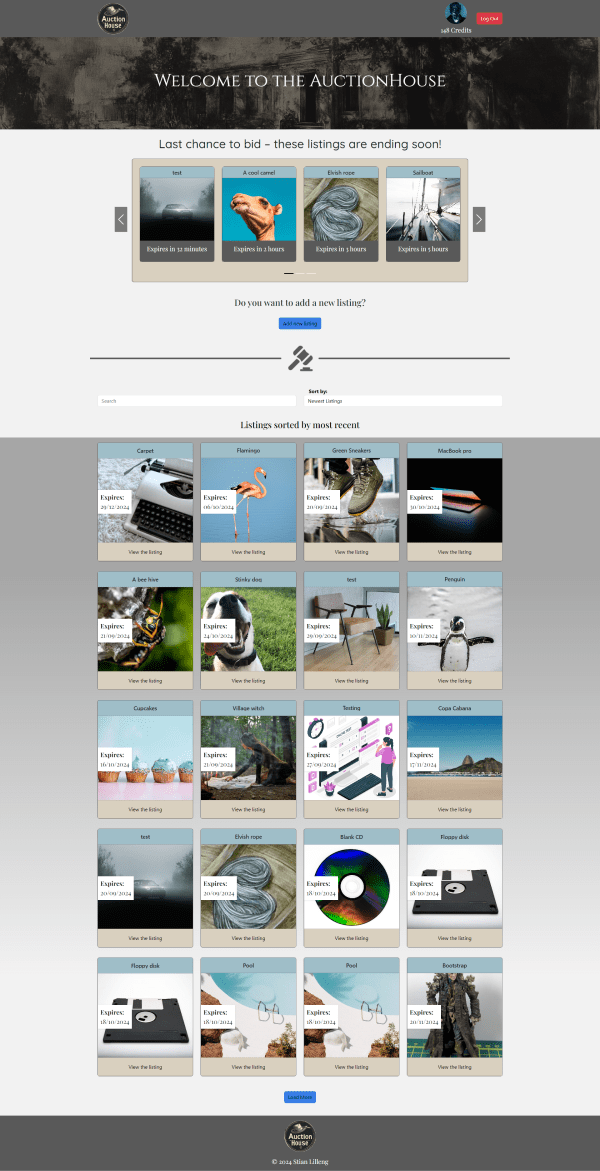 Auction
House
148 Credits
Log Out
WELCOME TO THE AUCTIONHOUSE
Last chance to bid – these listings are ending soon!
test
A cool camel
Elvish rope
Sailboat
Expires in 32 minutes
Expires in 2 hours
Expires in 3 hours
Expires in 5 hours
Do you want to add a new listing?
add new listing
Sort by:
Search
Newest Listings
Listings sorted by most recent
Carpet
Flamingo
Green Sneakers
MacBook pro
Expires:
29/12/2024
Expires:
06/10/2024
Expires:
20/09/2024
Expires:
30/10/2024
View the listing
View the listing
View the listing
View the listing
A bee hive
Stinky dog
test
Penguin
Expires:
21/09/2024
Expires:
24/10/2024
Expires:
29/09/2024
Expires:
10/11/2024
View the listing
View the listing
View the listing
View the listing
Cupcakes
Village witch
Testing
Copa Cabana
Expires:
16/10/2024
Expires:
21/09/2024
Expires:
27/09/2024
Expires:
17/11/2024
View the listing
View the listing
View the listing
View the listing
test
Elvish rope
Blank CD
Floppy disk
Expires:
20/09/2024
Expires:
20/09/2024
Expires:
18/10/2024
Expires:
18/10/2024
View the listing
View the listing
View the listing
View the listing
Floppy disk
Pool
Pool
Bootstrap
Expires:
18/10/2024
Expires:
18/10/2024
Expires:
18/10/2024
Expires:
20/11/2024
View the listing
View the listing
View the listing
View the listing
Load More
Auction
House
© 2024 Stian Lilleng